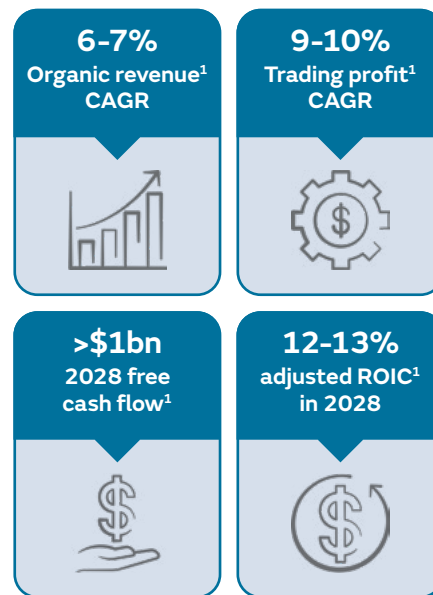 6-7%
Organic revenue¹
CAGR
9-10%
Trading profit¹
CAGR
$
>$1bn
2028 free
cash flow¹
$
12-13%
adjusted ROIC¹
in 2028
$